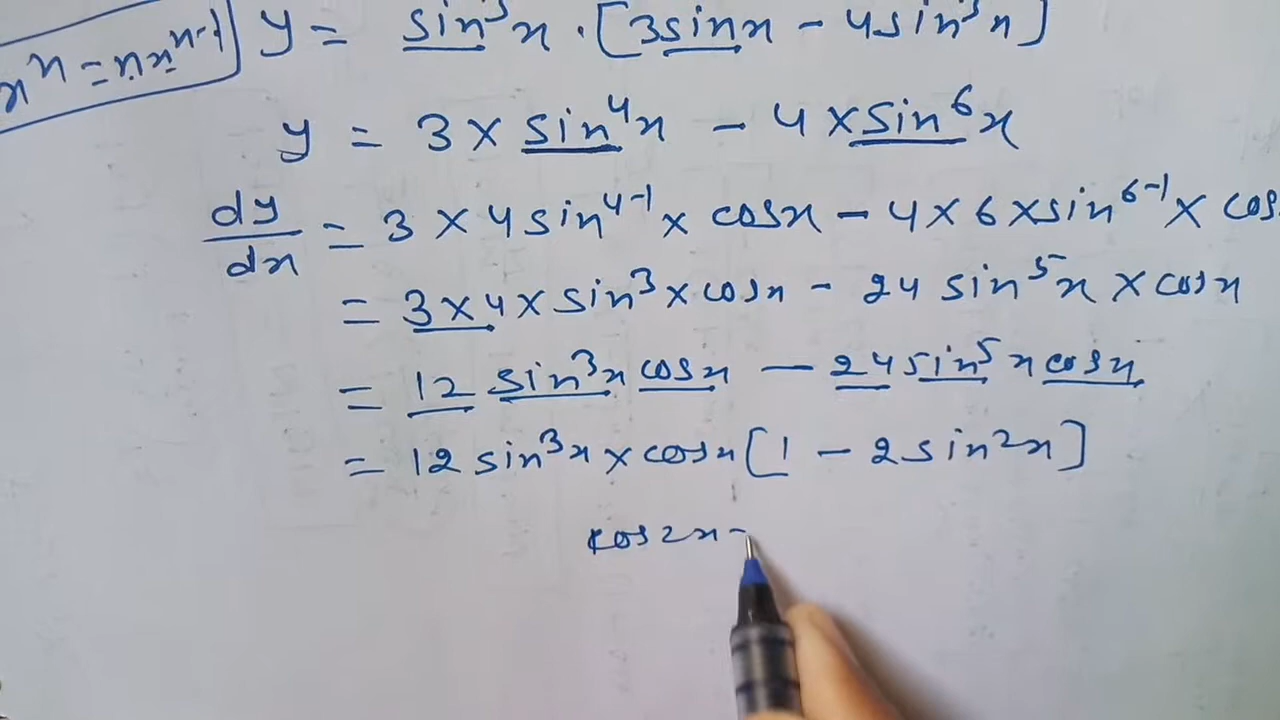 xⁿ = nxⁿ⁻¹
y = sin³x · [3sinx - 4sin³x]
y = 3 × sin⁴x - 4 × sin⁶x
dy/dx = 3 × 4 sin⁴⁻¹ × cosx - 4 × 6 × sin⁶⁻¹ × cos
= 3 × 4 × sin³ × cosx - 24 sin⁵x × cosx
= 12 sin³x cosx - 24 sin⁵x cosx
= 12 sin³x × cosx [1 - 2 sin²x]
cos2x =